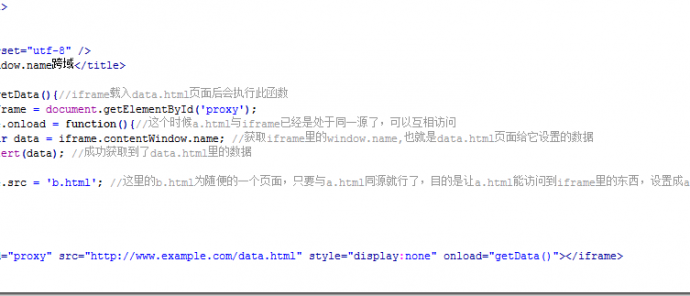 >
rset="utf-8" />
ndow.name跨域</title>
etData(){//iframe载入data.html页面后会执行此函数
rame = document.getElementById('proxy');
.onload = function(){//这个时候a.html与iframe已经是处于同一源了，可以互相访问
r data = iframe.contentWindow.name; //获取iframe里的window.name,也就是data.html页面给它设置的数据
ert(data); //成功获取到了data.html里的数据
.src = 'b.html'; //这里的b.html为随便的一个页面，只要与a.html同源就行了，目的是让a.html能访问到iframe里的东西，设置成a
="proxy" src="http://www.example.com/data.html" style="display:none" onload="getData()"></iframe>